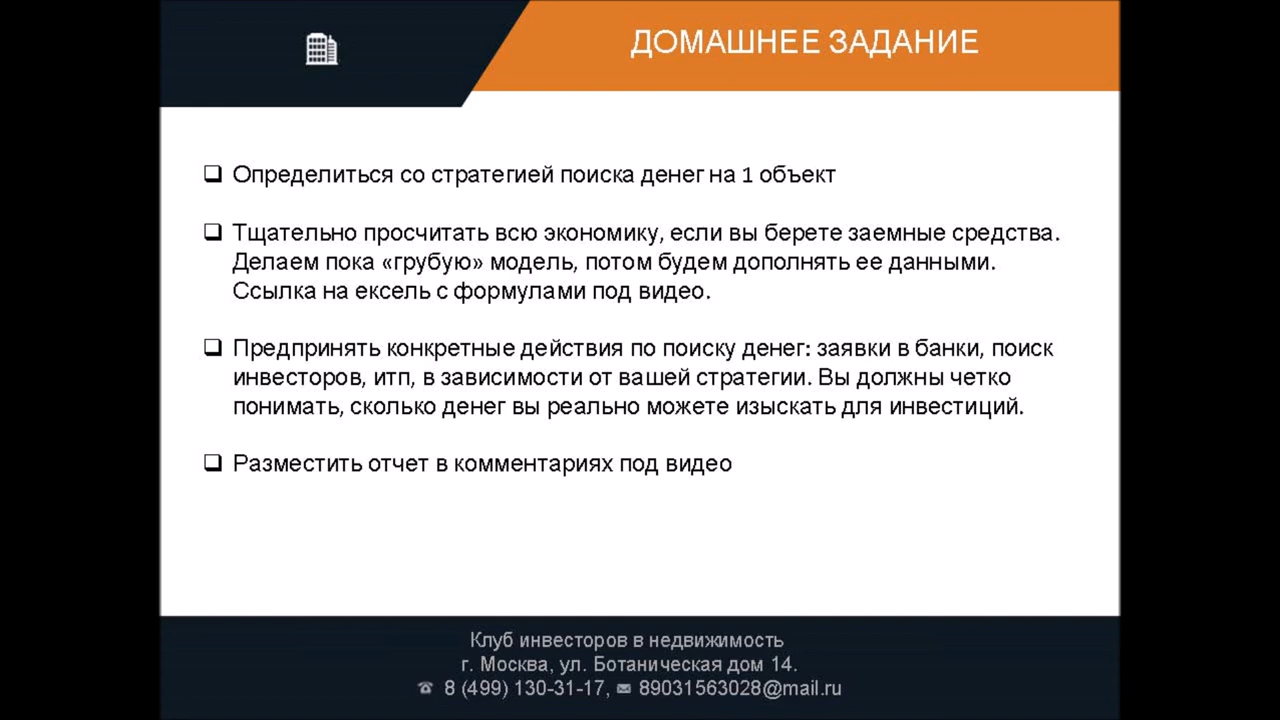 ДОМАШНЕЕ ЗАДАНИЕ
Определиться со стратегией поиска денег на 1 объект
Тщательно просчитать всю экономику, если вы берете заемные средства.
Делаем пока «грубую» модель, потом будем дополнять ее данными.
Ссылка на ексель с формулами под видео.
Предпринять конкретные действия по поиску денег: заявки в банки, поиск
инвесторов, итп, в зависимости от вашей стратегии. Вы должны четко
понимать, сколько денег вы реально можете изыскать для инвестиций.
Разместить отчет в комментариях под видео
Клуб инвесторов в недвижимость
г. Москва, ул. Ботаническая дом 14.
8 (499) 130-31-17, 89031563028@mail.ru